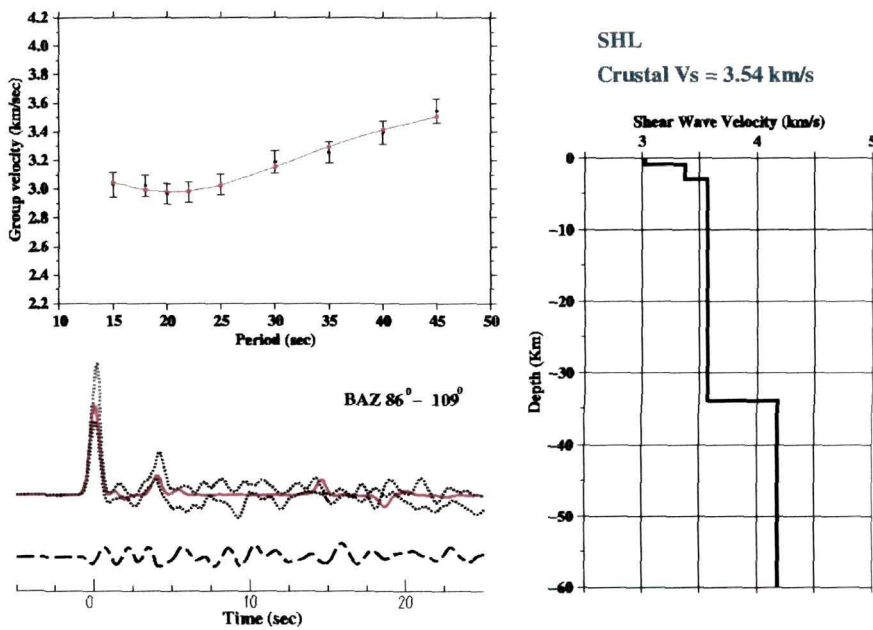 4.2
4.0
3.8
3.6
3.4
3.2
3.0
2.8
2.6
2.4
2.2
Group velocity (km/sec)
10 15 20 25 30 35 40 45 50
Period (sec)
BAZ 86⁰ – 109⁰
0 10 20
Time (sec)
SHL
Crustal Vs = 3.54 km/s
Shear Wave Velocity (km/s)
3 4 5
0
−10
−20
−30
−40
−50
−60
Depth (Km)